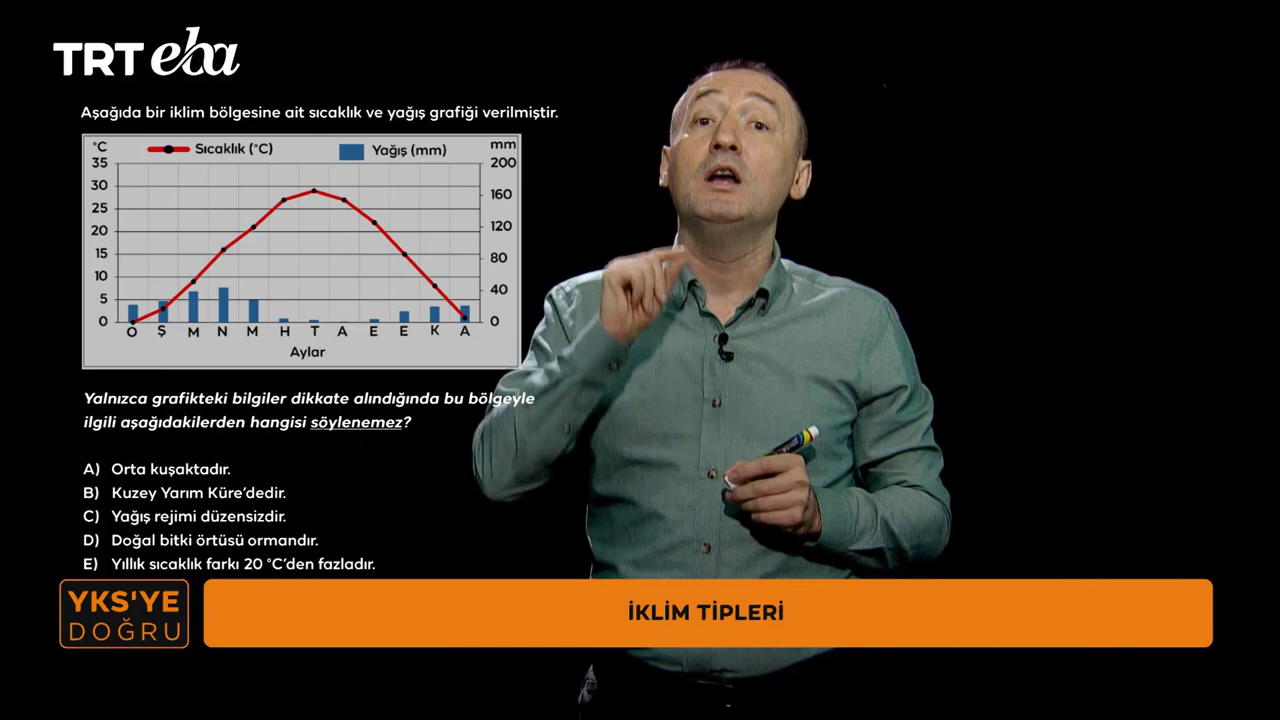 TRT eba
Aşağıda bir iklim bölgesine ait sıcaklık ve yağış grafiği verilmiştir.
°C Sıcaklık (°C) Yağış (mm) mm
35 200
30 160
25
20 120
15 80
10
5 40
0 0
O Ş M N M H T A E E K A
Aylar
Yalnızca grafikteki bilgiler dikkate alındığında bu bölgeyle
ilgili aşağıdakilerden hangisi söylenemez?
A) Orta kuşaktadır.
B) Kuzey Yarım Küre'dedir.
C) Yağış rejimi düzensizdir.
D) Doğal bitki örtüsü ormandır.
E) Yıllık sıcaklık farkı 20 °C'den fazladır.
YKS'YE
DOĞRU
İKLİM TİPLERİ